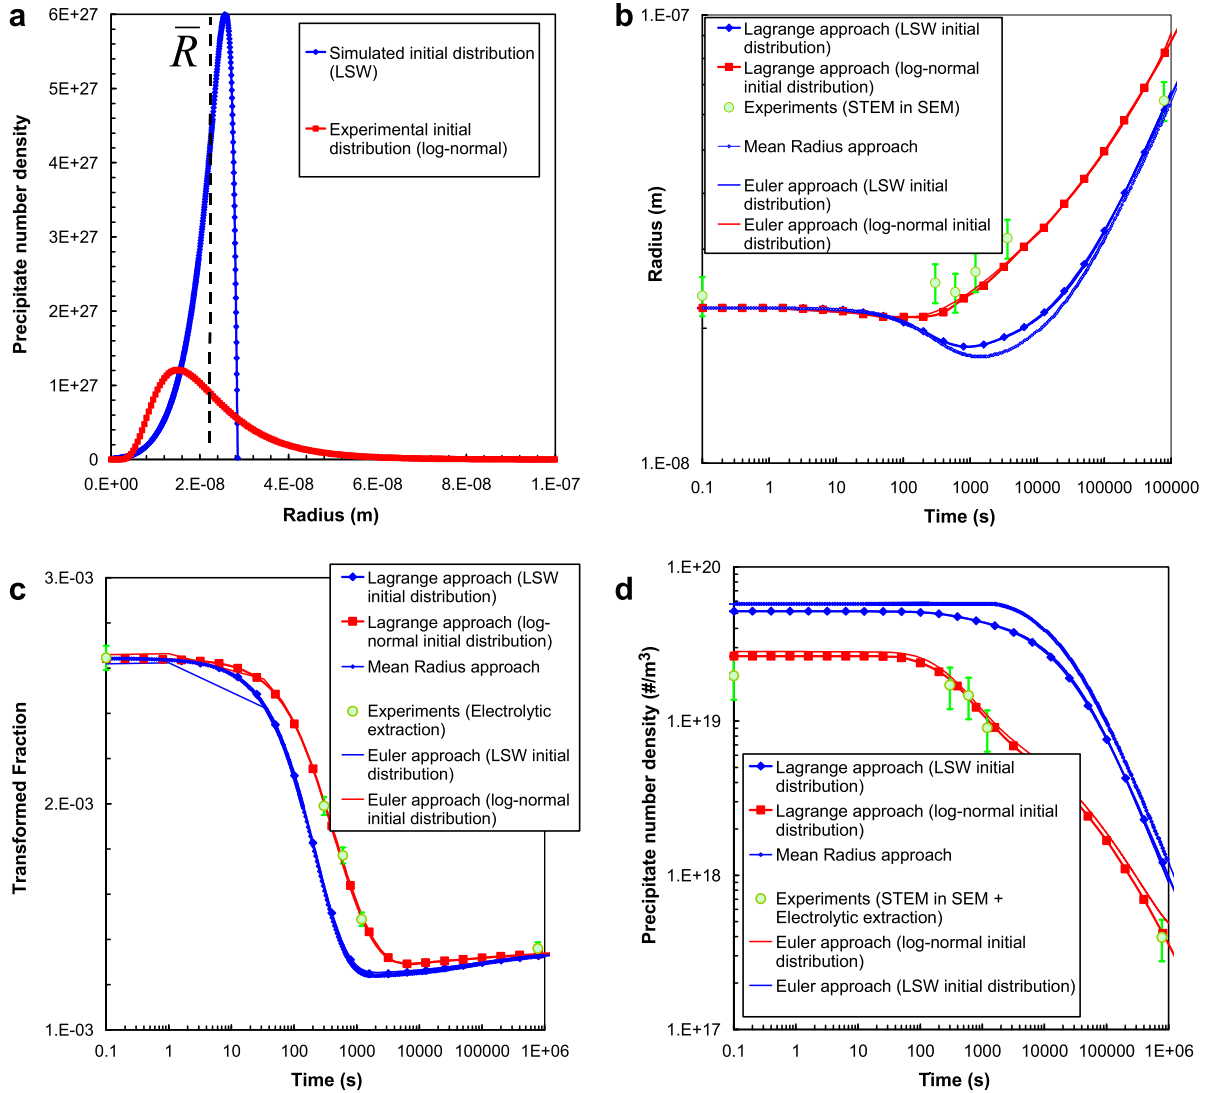 a
R
Precipitate number density
6E+27
5E+27
4E+27
3E+27
2E+27
1E+27
0
0.E+00
2.E-08
4.E-08
6.E-08
8.E-08
1.E-07
Radius (m)
Simulated initial distribution
(LSW)
Experimental initial
distribution (log-normal)
b
Radius (m)
1.E-07
1.E-08
0.1
1
10
100
1000
10000
100000
100000
Time (s)
Lagrange approach (LSW initial
distribution)
Lagrange approach (log-normal
initial distribution)
Experiments (STEM in SEM)
Mean Radius approach
Euler approach (LSW initial
distribution)
Euler approach (log-normal initial
distribution)
c
Transformed Fraction
3.E-03
2.E-03
1.E-03
0.1
1
10
100
1000
10000
100000
1E+06
Time (s)
Lagrange approach (LSW
initial distribution)
Lagrange approach (log-
normal initial distribution)
Mean Radius approach
Experiments (Electrolytic
extraction)
Euler approach (LSW initial
distribution)
Euler approach (log-normal
initial distribution)
d
Precipitate number density (#/m³)
1.E+20
1.E+19
1.E+18
1.E+17
0.1
1
10
100
1000
10000
100000
1E+06
Time (s)
Lagrange approach (LSW initial
distribution)
Lagrange approach (log-normal initial
distribution)
Mean Radius approach
Experiments (STEM in SEM +
Electrolytic extraction)
Euler approach (log-normal initial
distribution)
Euler approach (LSW initial distribution)